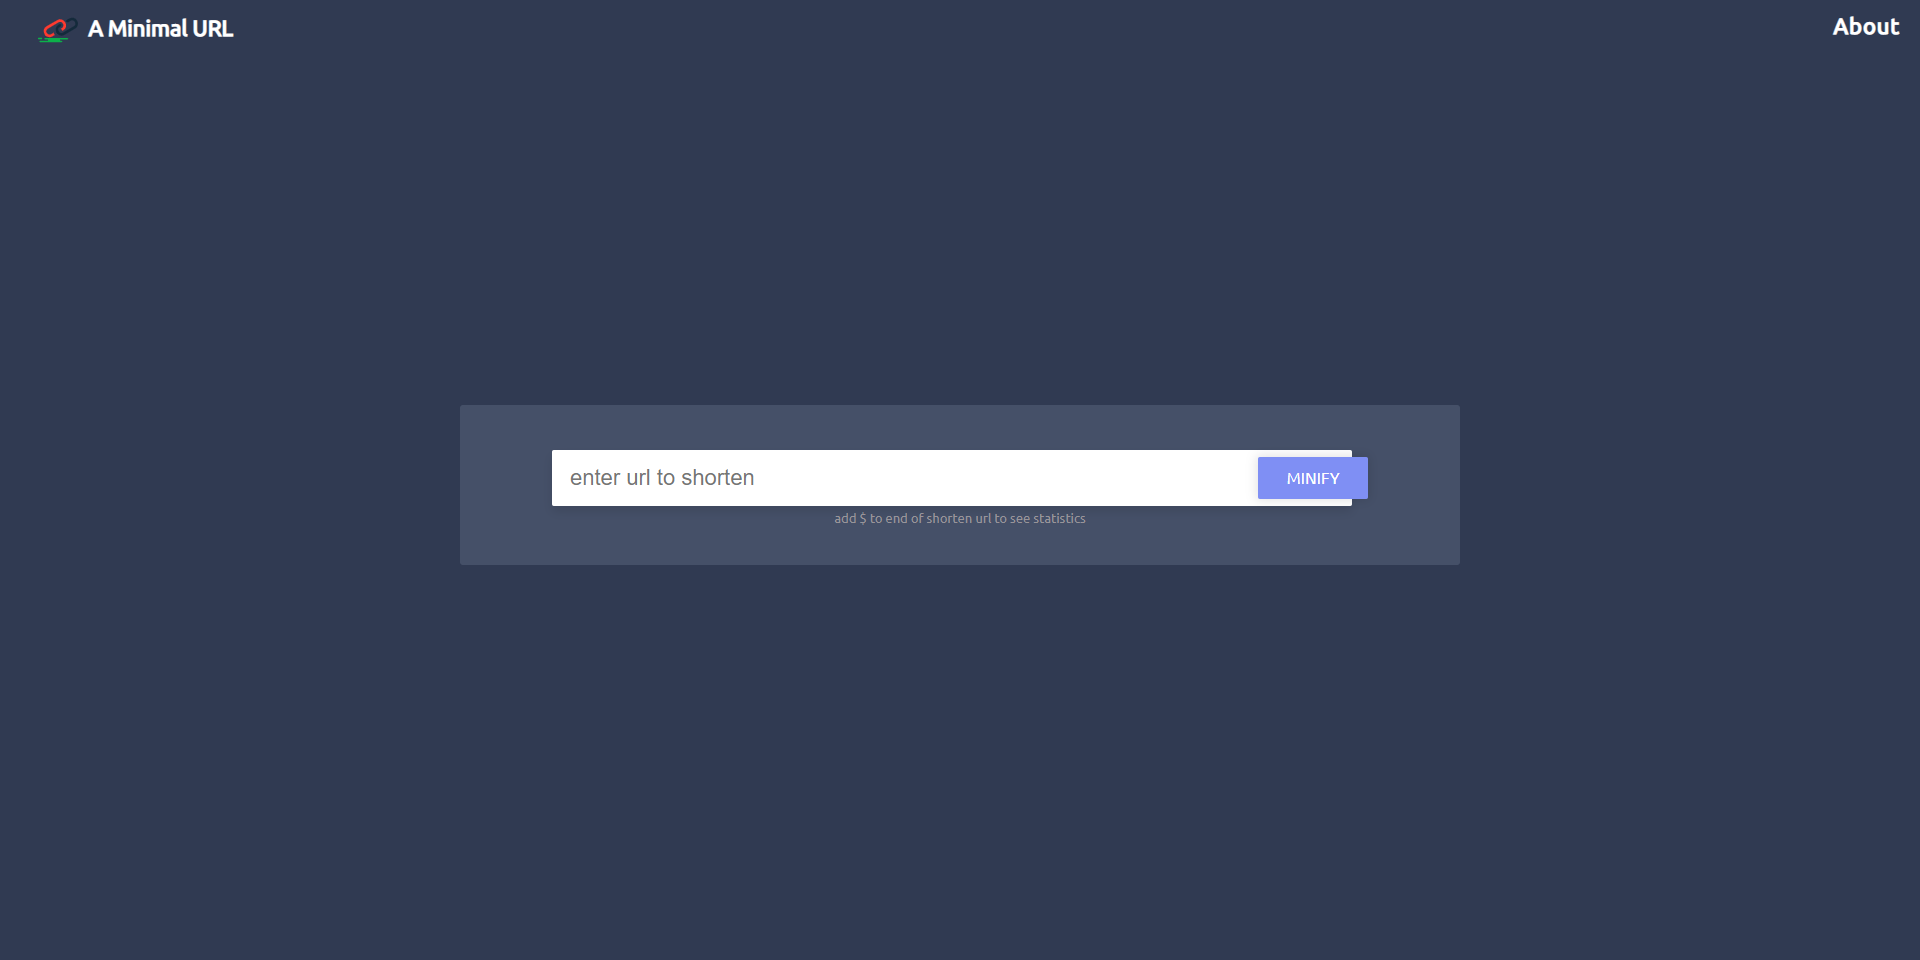 A Minimal URL
About
enter url to shorten
MINIFY
add $ to end of shorten url to see statistics